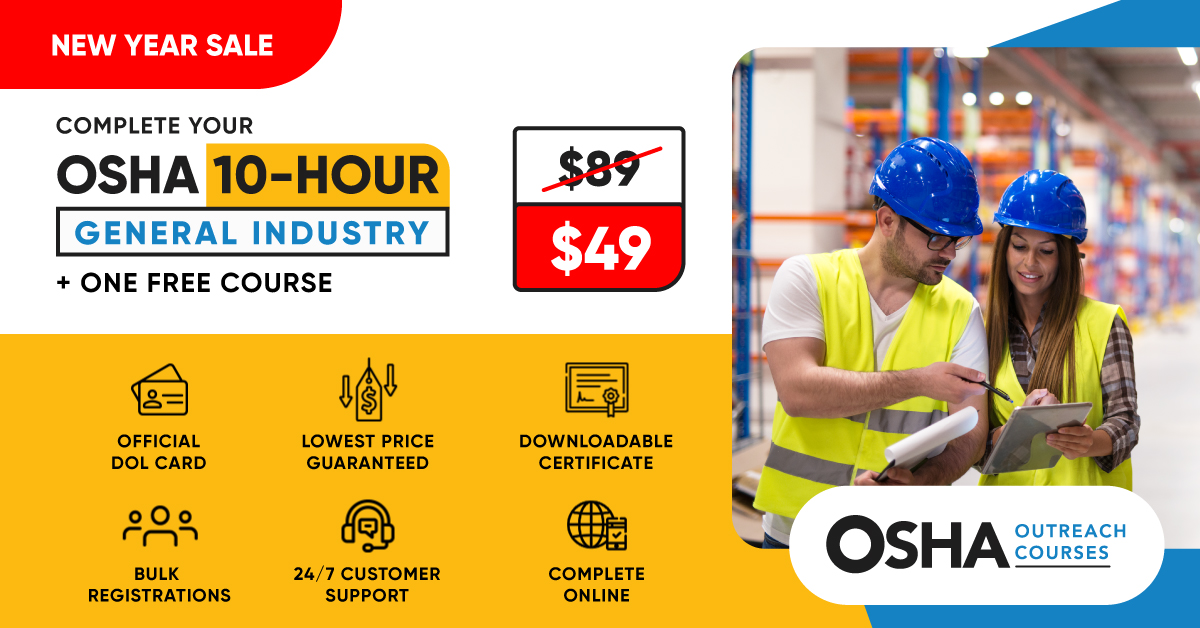 NEW YEAR SALE
COMPLETE YOUR
OSHA 10-HOUR
GENERAL INDUSTRY
+ ONE FREE COURSE
$89
$49
OFFICIAL
DOL CARD
LOWEST PRICE
GUARANTEED
DOWNLOADABLE
CERTIFICATE
BULK
REGISTRATIONS
24/7 CUSTOMER
SUPPORT
COMPLETE
ONLINE
OSHA OUTREACH
COURSES